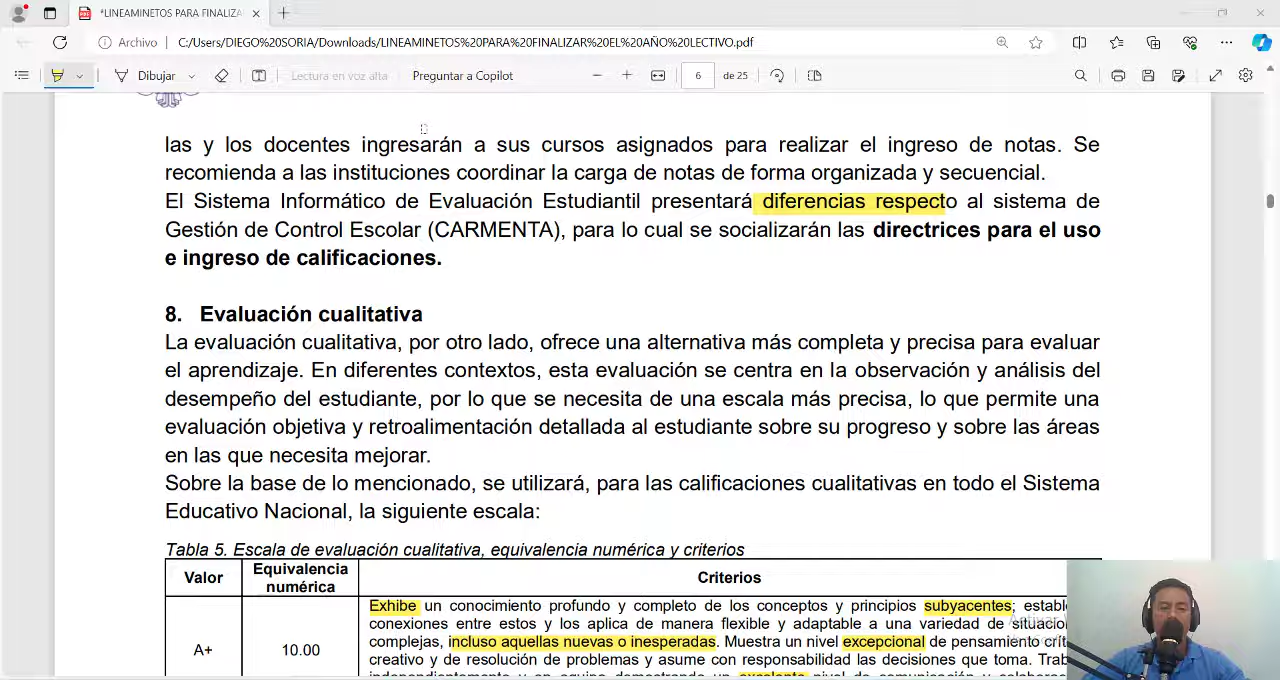 *LINEAMINETOS PARA FINALIZA
Archivo
C:/Users/DIEGO%20SORIA/Downloads/LINEAMINETOS%20PARA%20FINALIZAR%20EL%20AÑO%20LECTIVO.pdf
Dibujar
Lectura en voz alta
Preguntar a Copilot
6
de 25
las y los docentes ingresarán a sus cursos asignados para realizar el ingreso de notas. Se
recomienda a las instituciones coordinar la carga de notas de forma organizada y secuencial.
El Sistema Informático de Evaluación Estudiantil presentará diferencias respecto al sistema de
Gestión de Control Escolar (CARMENTA), para lo cual se socializarán las directrices para el uso
e ingreso de calificaciones.
8. Evaluación cualitativa
La evaluación cualitativa, por otro lado, ofrece una alternativa más completa y precisa para evaluar
el aprendizaje. En diferentes contextos, esta evaluación se centra en la observación y análisis del
desempeño del estudiante, por lo que se necesita de una escala más precisa, lo que permite una
evaluación objetiva y retroalimentación detallada al estudiante sobre su progreso y sobre las áreas
en las que necesita mejorar.
Sobre la base de lo mencionado, se utilizará, para las calificaciones cualitativas en todo el Sistema
Educativo Nacional, la siguiente escala:
Tabla 5. Escala de evaluación cualitativa, equivalencia numérica y criterios
Valor
Equivalencia
numérica
Criterios
A+
10.00
Exhibe un conocimiento profundo y completo de los conceptos y principios subyacentes; estable
conexiones entre estos y los aplica de manera flexible y adaptable a una variedad de situacion
complejas, incluso aquellas nuevas o inesperadas. Muestra un nivel excepcional de pensamiento crít
creativo y de resolución de problemas y asume con responsabilidad las decisiones que toma. Trab
independientemente y en equipo demostrando un excelente nivel de comunicación y colabora